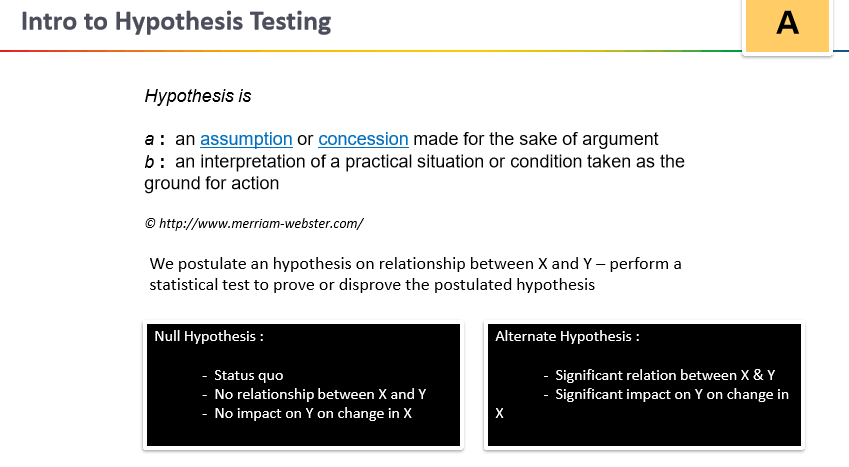 Intro to Hypothesis Testing
A
Hypothesis is
a : an assumption or concession made for the sake of argument
b : an interpretation of a practical situation or condition taken as the
ground for action
© http://www.merriam-webster.com/
We postulate an hypothesis on relationship between X and Y – perform a
statistical test to prove or disprove the postulated hypothesis
Null Hypothesis :
- Status quo
- No relationship between X and Y
- No impact on Y on change in X
Alternate Hypothesis :
- Significant relation between X & Y
- Significant impact on Y on change in
X